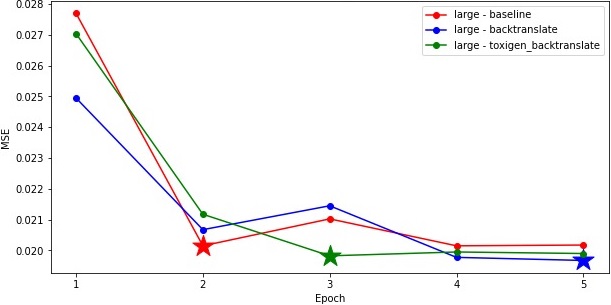 0.028
0.027
0.026
0.025
0.024
0.023
0.022
0.021
0.020
MSE
large - baseline
large - backtranslate
large - toxigen_backtranslate
1 2 3 4 5
Epoch